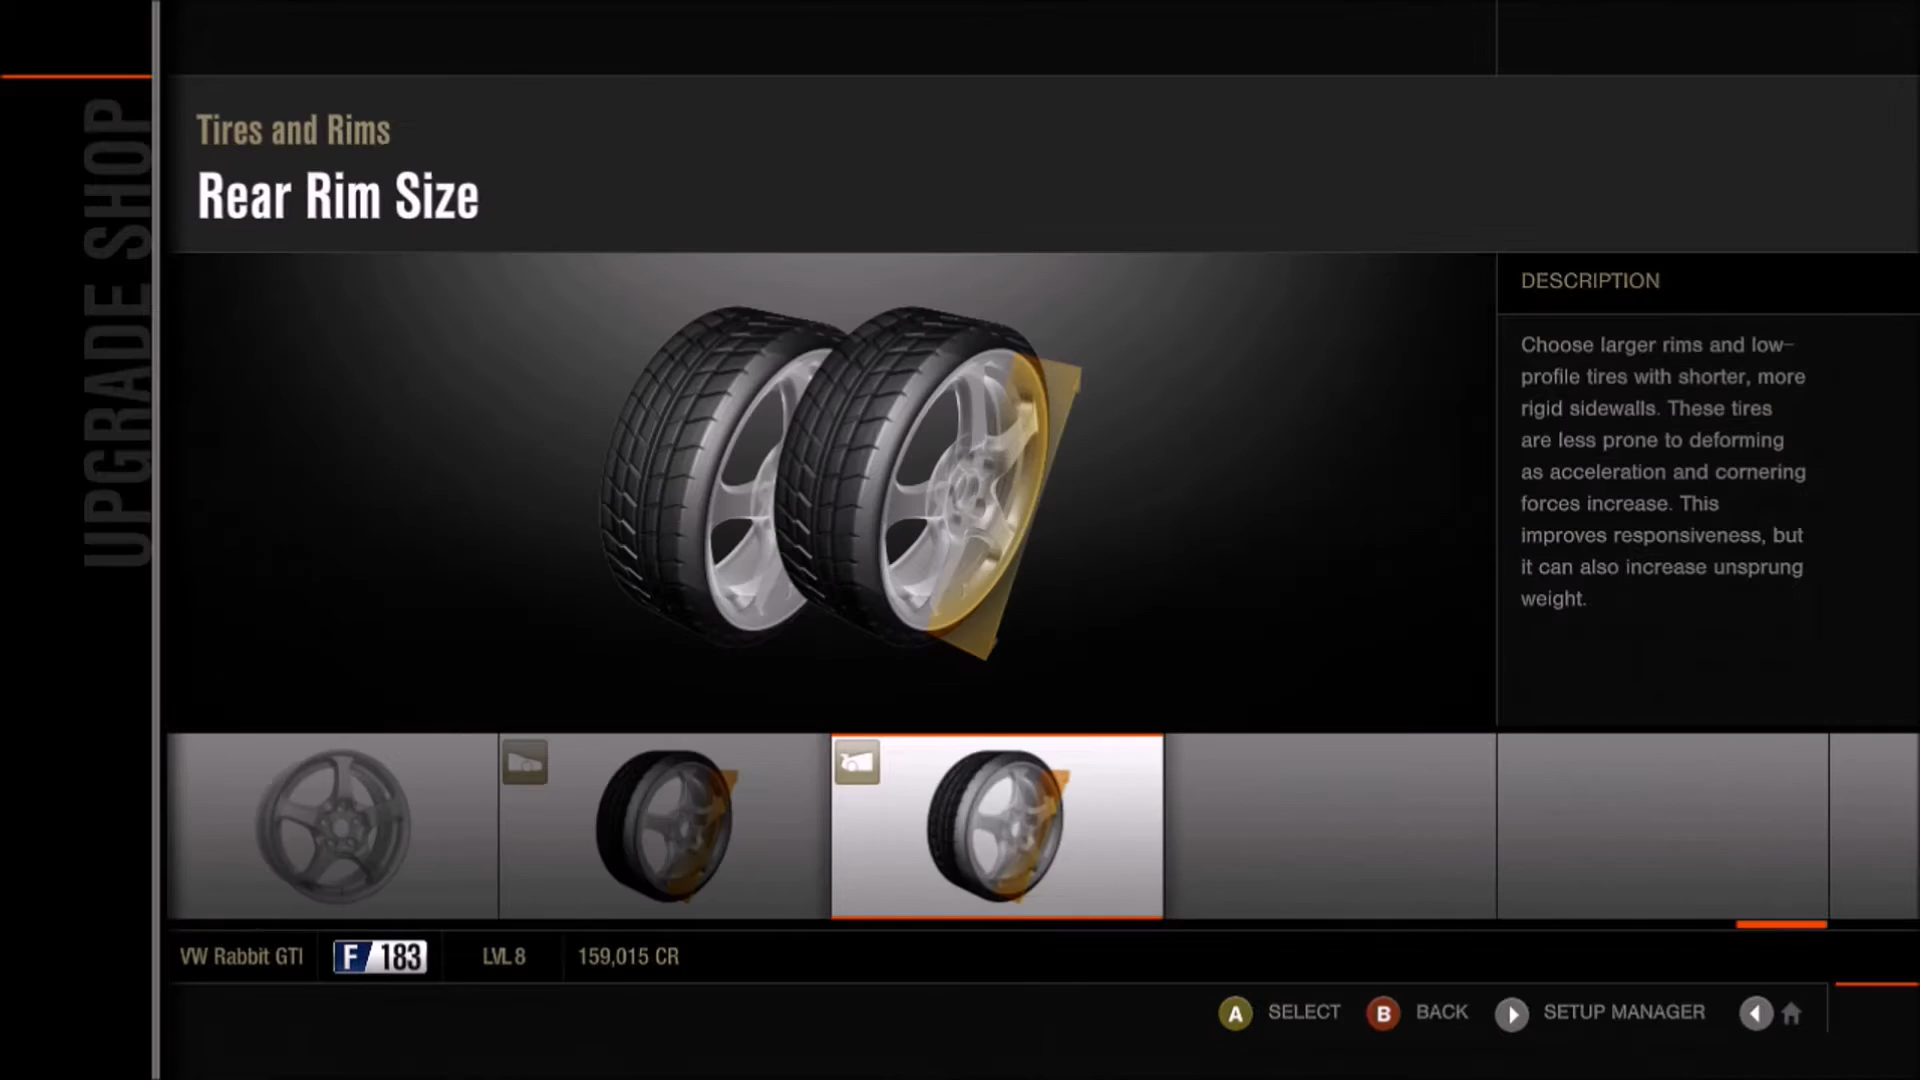 UPGRADE SHOP
Tires and Rims
Rear Rim Size
DESCRIPTION
Choose larger rims and low-
profile tires with shorter, more
rigid sidewalls. These tires
are less prone to deforming
as acceleration and cornering
forces increase. This
improves responsiveness, but
it can also increase unsprung
weight.
VW Rabbit GTI F 183 LVL 8 159,015 CR
A SELECT B BACK SETUP MANAGER